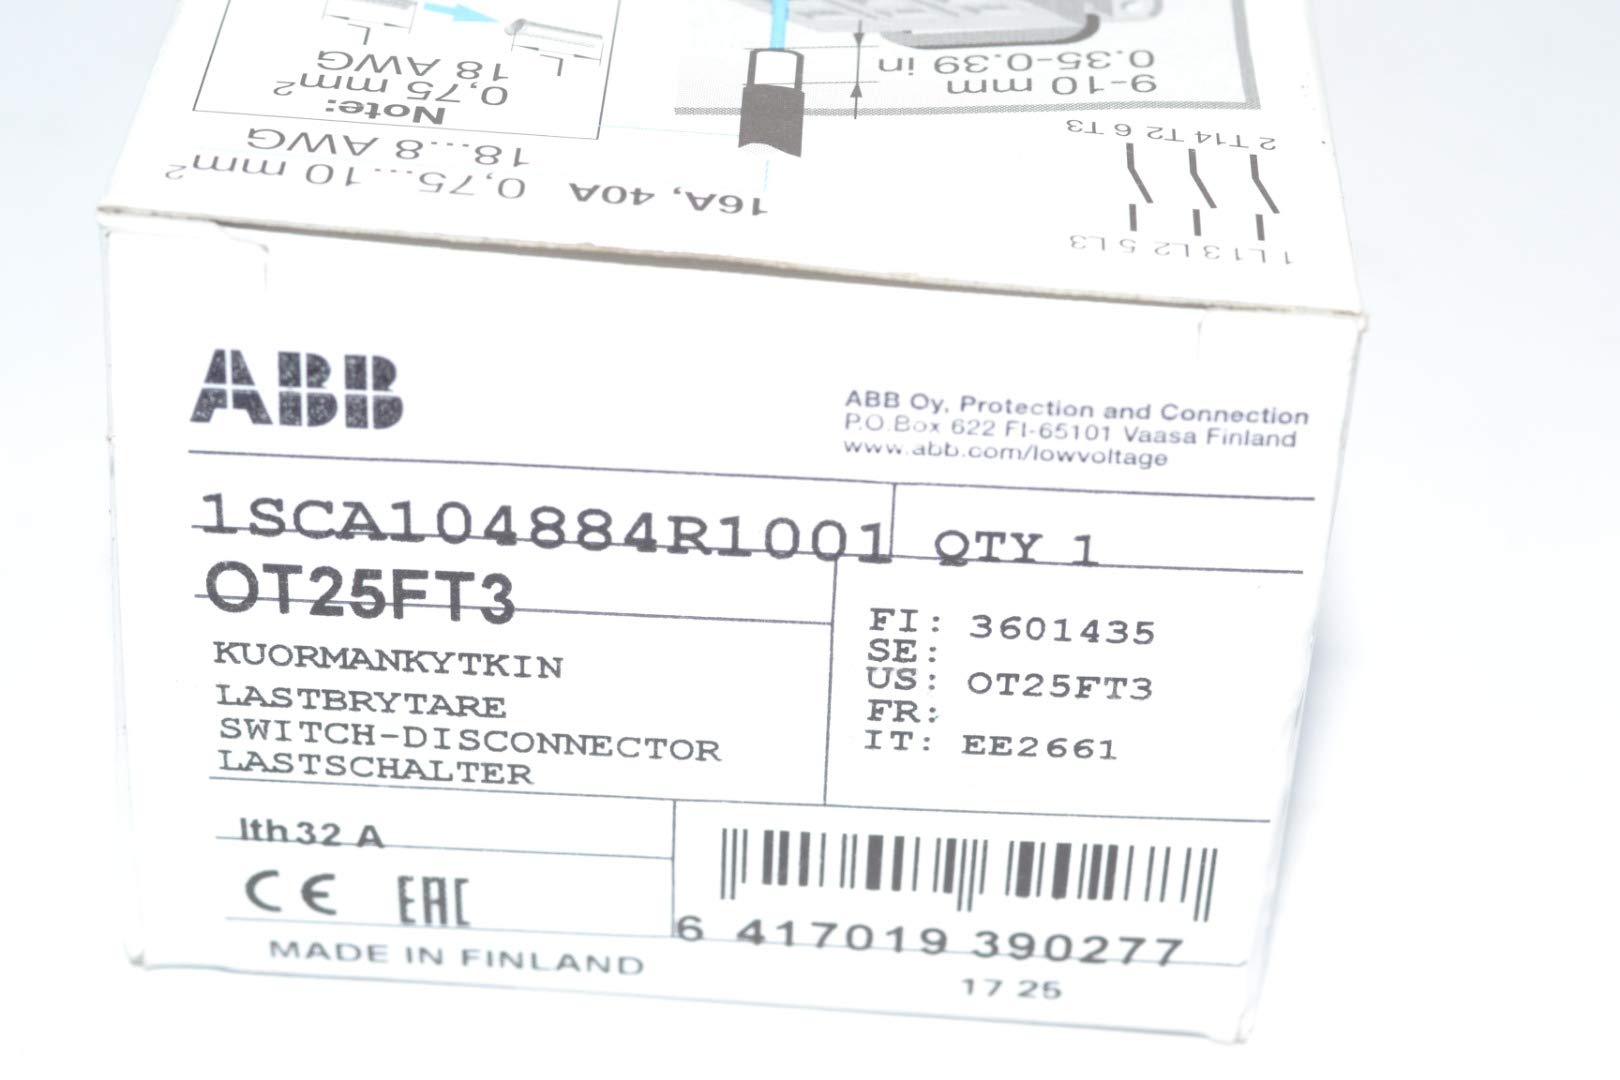 L
L
18 AWG
0,75 mm²
Note:
18...8 AWG
0,75...10 mm²
16A, 40A
0.35-0.39 in
9-10 mm
2 T1 4 T2 6 T3
1 L1 3 L2 5 L3
ABB
ABB Oy, Protection and Connection
P.O.Box 622 FI-65101 Vaasa Finland
www.abb.com/lowvoltage
1SCA104884R1001 QTY 1
OT25FT3
KUORMANKYTKIN
LASTBRYTARE
SWITCH-DISCONNECTOR
LASTSCHALTER
FI: 3601435
SE:
US: OT25FT3
FR:
IT: EE2661
Ith 32 A
CE EAC
6 417019 390277
MADE IN FINLAND
17 25